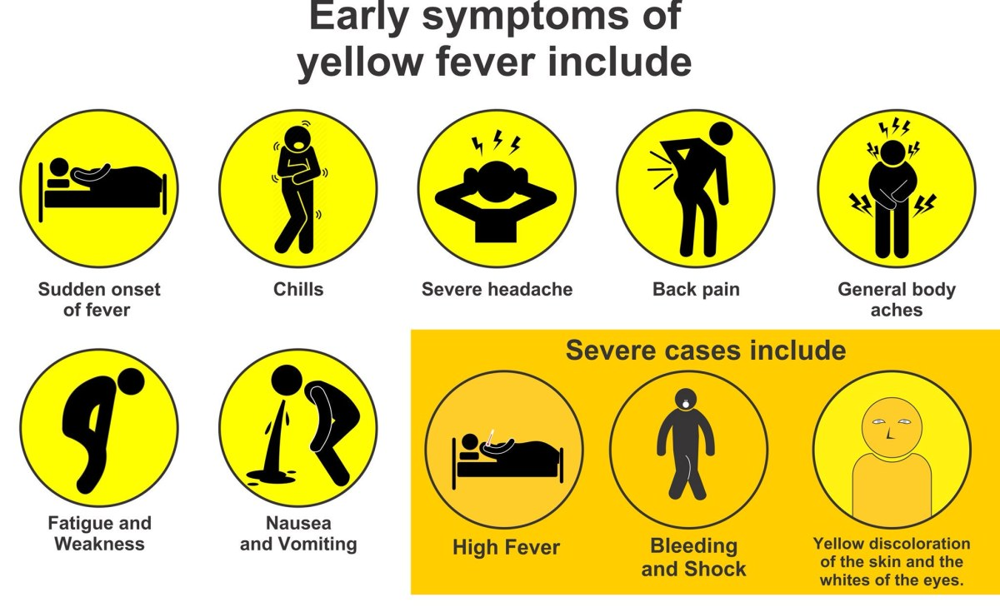 Early symptoms of
yellow fever include
Sudden onset
of fever
Chills
Severe headache
Back pain
General body
aches
Fatigue and
Weakness
Nausea
and Vomiting
Severe cases include
High Fever
Bleeding
and Shock
Yellow discoloration
of the skin and the
whites of the eyes.